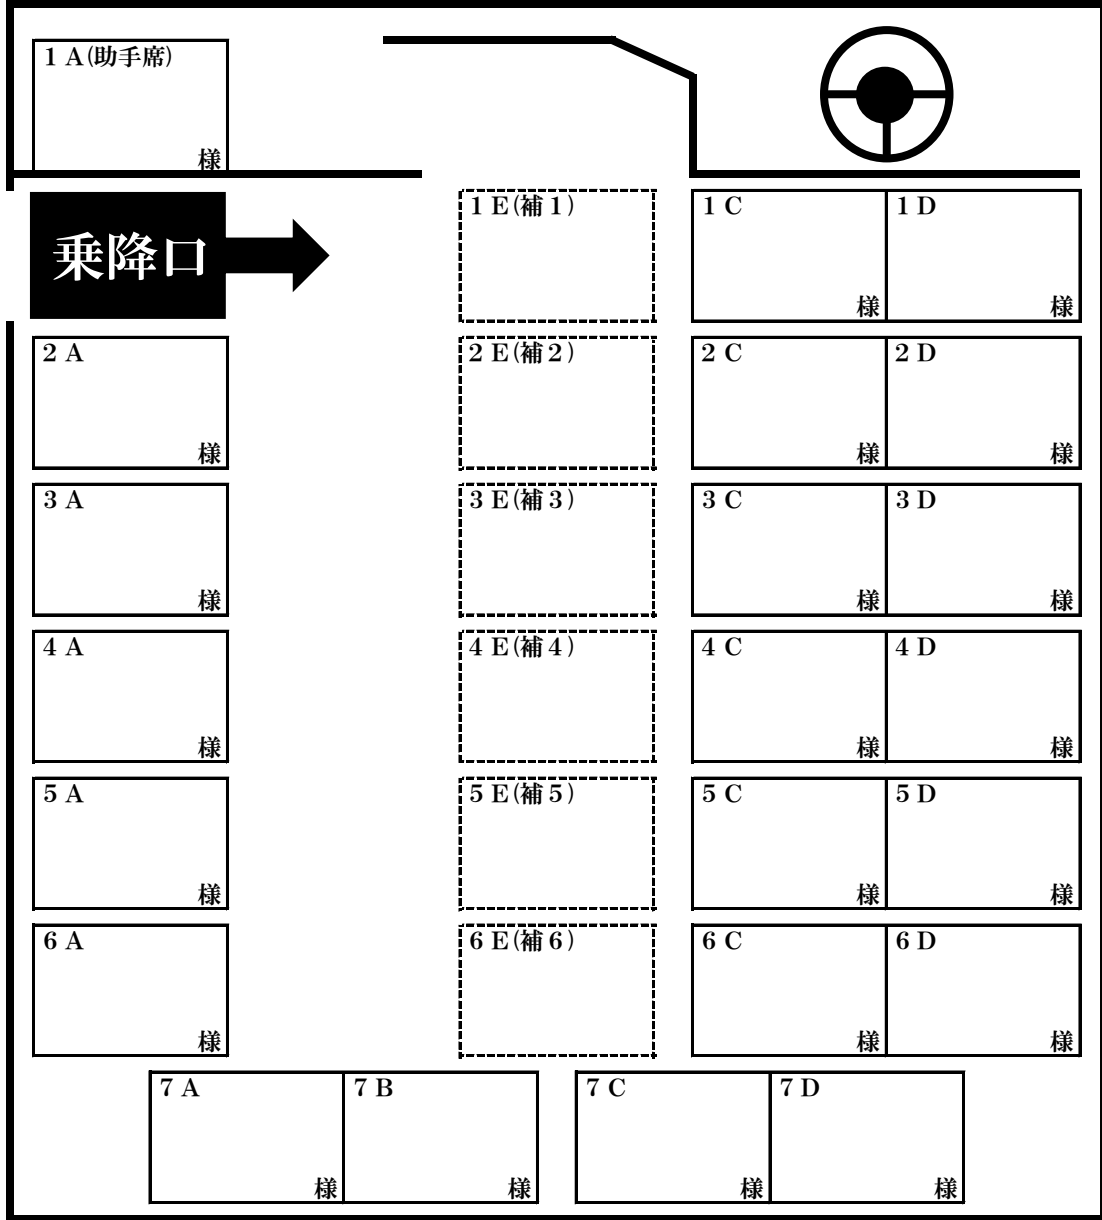 1 A(助手席)
様
乗降口
1 E(補1)
1 C
様
1 D
様
2 A
様
2 E(補2)
2 C
様
2 D
様
3 A
様
3 E(補3)
3 C
様
3 D
様
4 A
様
4 E(補4)
4 C
様
4 D
様
5 A
様
5 E(補5)
5 C
様
5 D
様
6 A
様
6 E(補6)
6 C
様
6 D
様
7 A
様
7 B
様
7 C
様
7 D
様